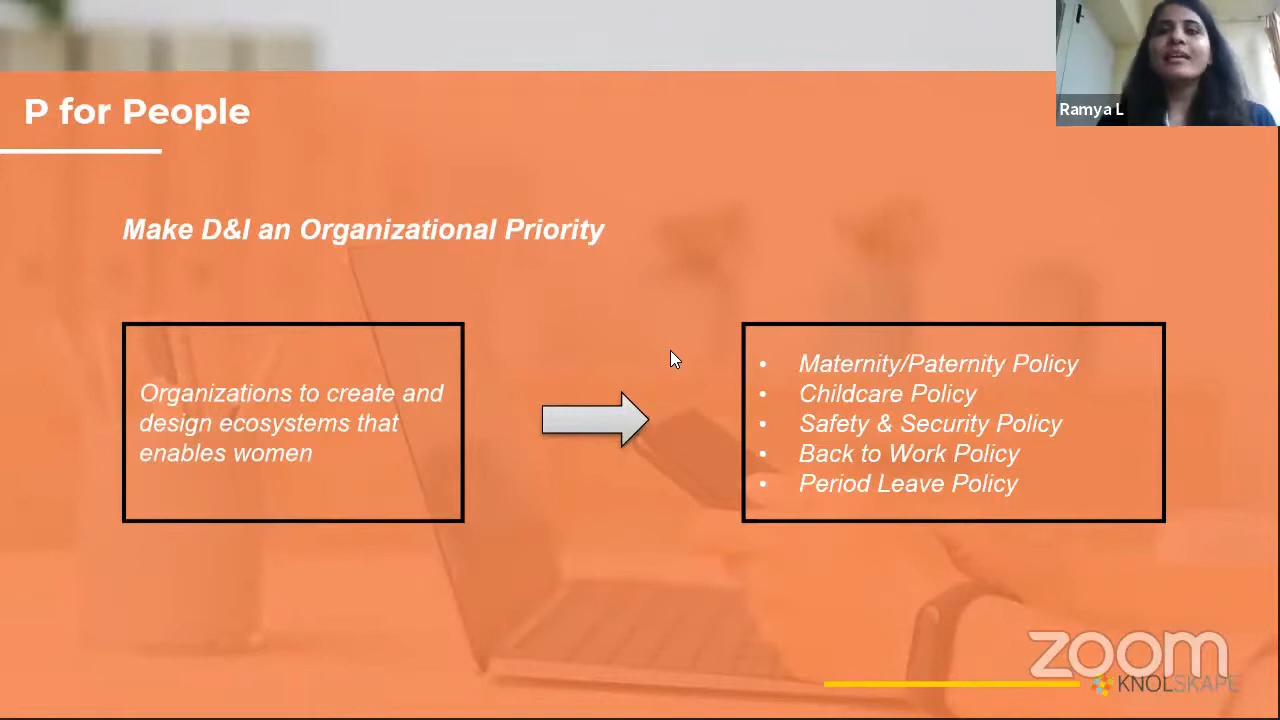 P for People
Ramya L
Make D&I an Organizational Priority
Organizations to create and
design ecosystems that
enables women
• Maternity/Paternity Policy
• Childcare Policy
• Safety & Security Policy
• Back to Work Policy
• Period Leave Policy
zoom
KNOLSKAPE